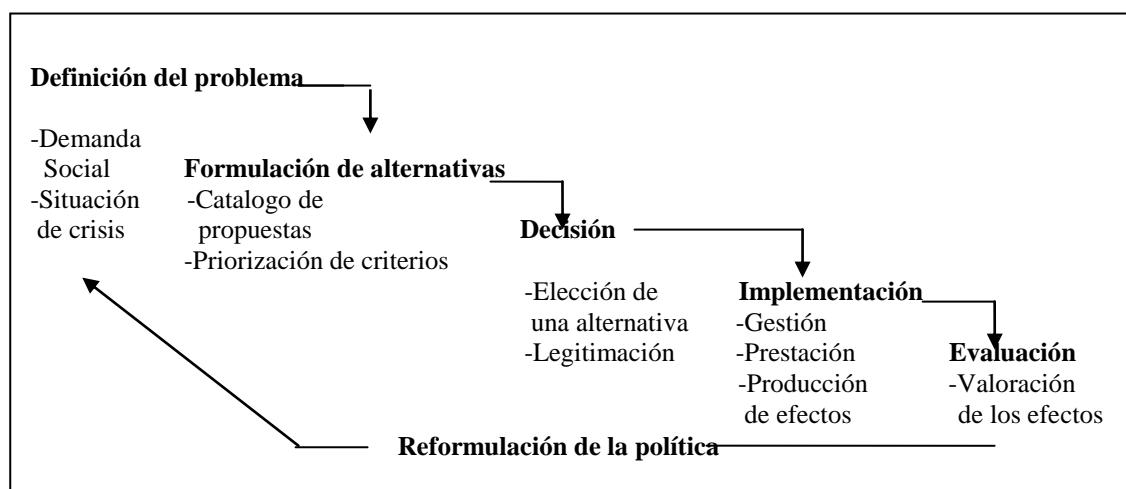 Definición del problema
-Demanda
Social
-Situación
de crisis
Formulación de alternativas
-Catalogo de
propuestas
-Priorización de criterios
Decisión
-Elección de
una alternativa
-Legitimación
Implementación
-Gestión
-Prestación
-Producción
de efectos
Evaluación
-Valoración
de los efectos
Reformulación de la política